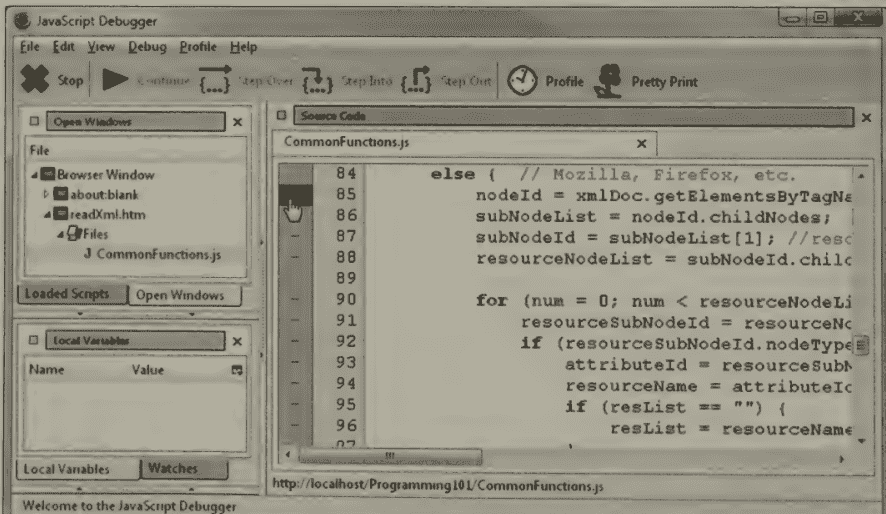 JavaScript Debugger
File Edit View Debug Profile Help
Stop Continue Step Over Step Into Step Out Profile Pretty Print
Open Windows
File
Browser Window
about:blank
readXml.htm
Files
J CommonFunctions.js
Loaded Scripts Open Windows
Local Variables
Name Value
Local Variables Watches
Source Code
CommonFunctions.js
84 else { // Mozilla, Firefox, etc.
85 nodeId = xmlDoc.getElementsByTagNa
86 subNodeList = nodeId.childNodes;
87 subNodeId = subNodeList[1]; //resc
88 resourceNodeList = subNodeId.chilc
89
90 for (num = 0; num < resourceNodeLi
91 resourceSubNodeId = resourceNc
92 if (resourceSubNodeId.nodeType
93 attributeId = resourceSubN
94 resourceName = attributeId
95 if (resList == "") {
96 resList = resourceName
97 }
http://localhost/Programming101/CommonFunctions.js
Welcome to the JavaScript Debugger